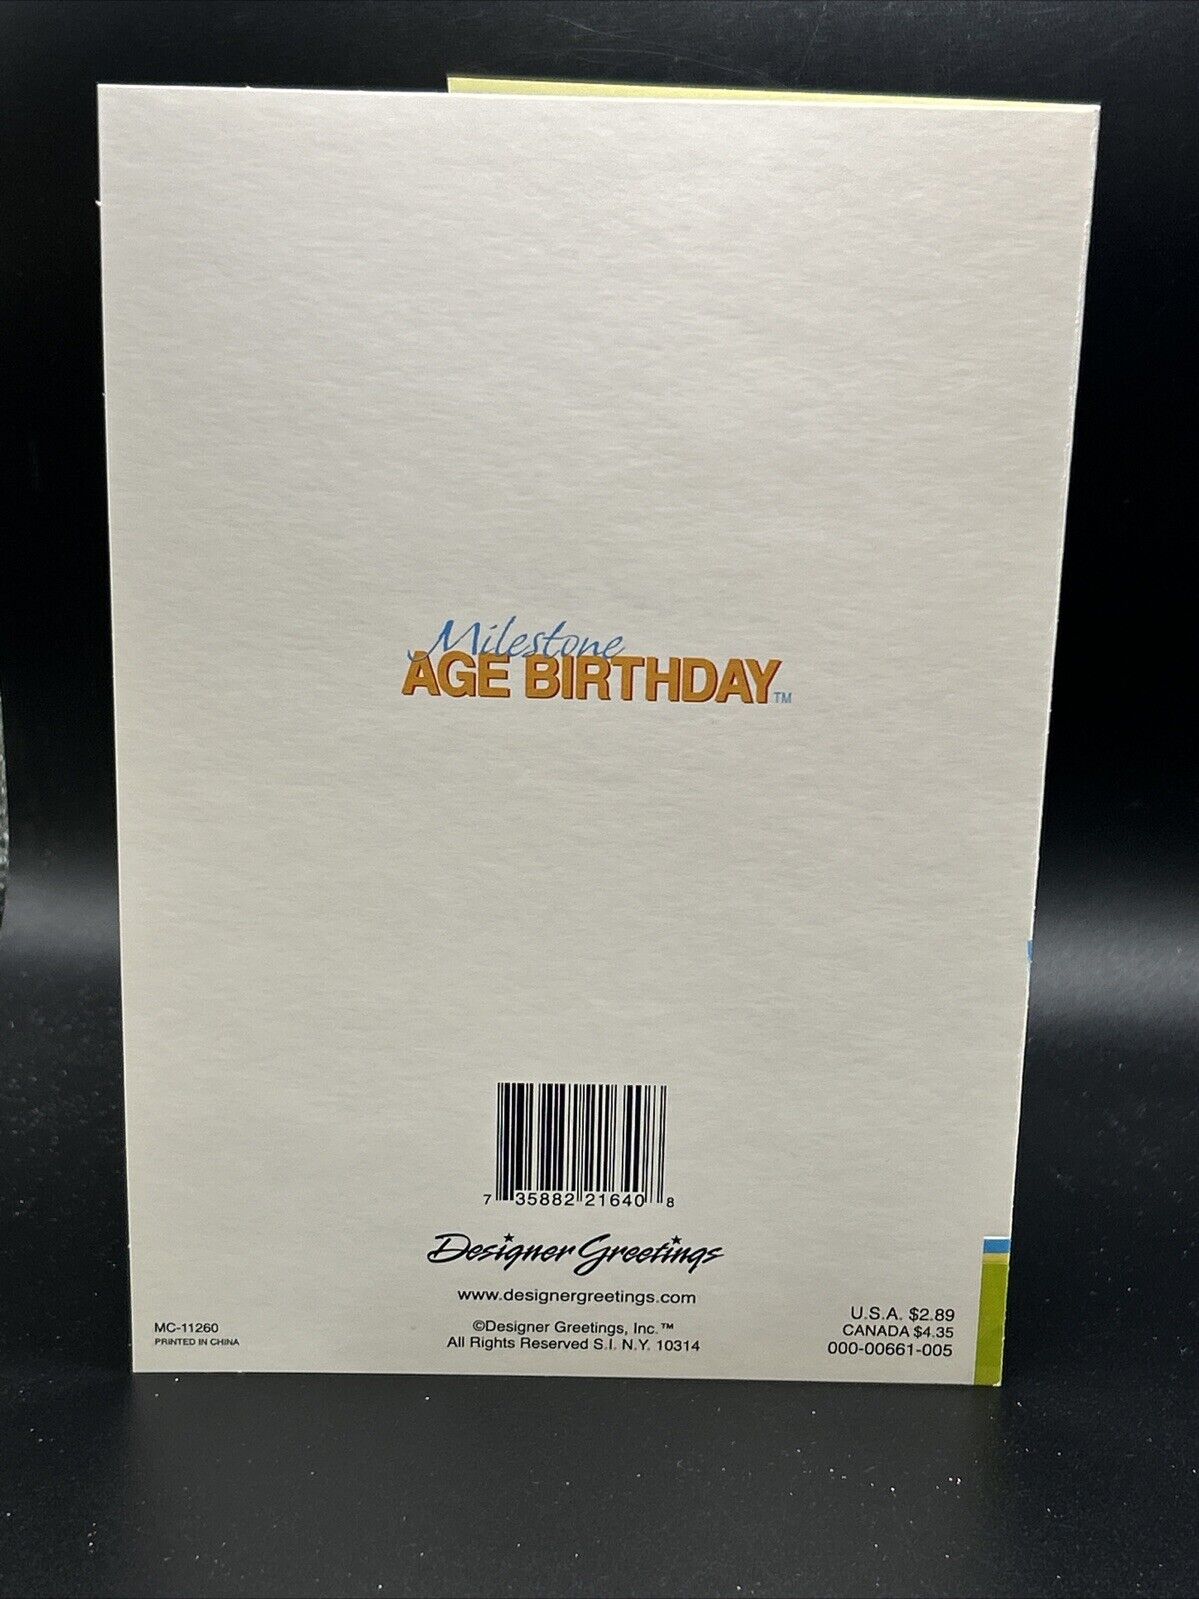 Milestone
AGE BIRTHDAY™
7 35882 21640 8
Designer Greetings
www.designergreetings.com
©Designer Greetings, Inc.™
All Rights Reserved S.I. N.Y. 10314
MC-11260
PRINTED IN CHINA
U.S.A. $2.89
CANADA $4.35
000-00661-005